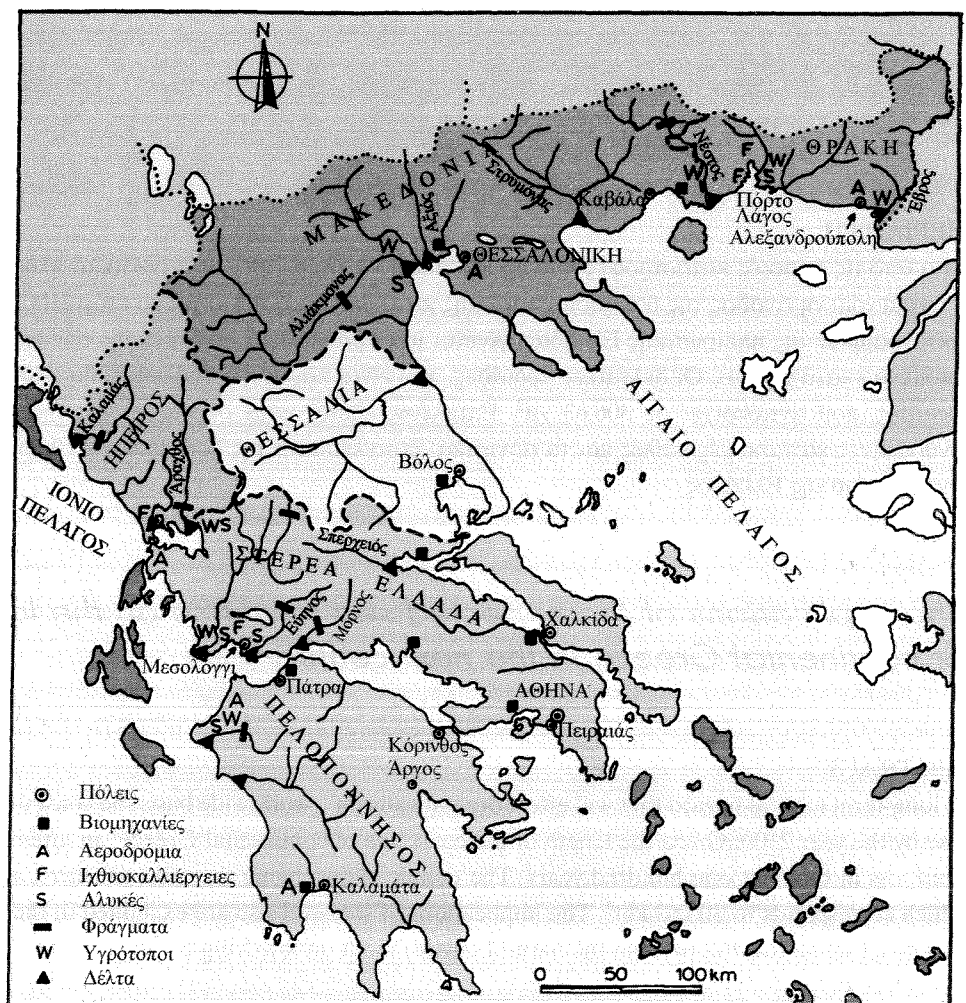 N
ΘΡΑΚΗ
ΜΑΚΕΔΟΝΙΑ
Αξιός
Στρυμόνας
Νέστος
Έβρος
F
W
W
F
S
Καβάλα
A
W
Πόρτο
Λάγος
Αλεξανδρούπολη
W
ΘΕΣΣΑΛΟΝΙΚΗ
S
A
Αλιάκμονας
ΘΕΣΣΑΛΙΑ
ΑΙΓΑΙΟ
ΠΕΛΑΓΟΣ
Καλαμάς
ΗΠΕΙΡΟΣ
Άραχθος
Βόλος
ΙΟΝΙΟ
ΠΕΛΑΓΟΣ
F
S
W S
A
Σπερχειός
ΣΤΕΡΕΑ
ΕΛΛΑΔΑ
Εύηνος
Μόρνος
Χαλκίδα
W S
F
S
Μεσολόγγι
Πάτρα
ΑΘΗΝΑ
Πειραιάς
A
S W
ΠΕΛΟΠΟΝΝΗΣΟΣ
Κόρινθος
Άργος
A
Καλαμάτα
Πόλεις
Βιομηχανίες
A Αεροδρόμια
F Ιχθυοκαλλιέργειες
S Αλυκές
Φράγματα
W Υγρότοποι
Δέλτα
0 50 100 km